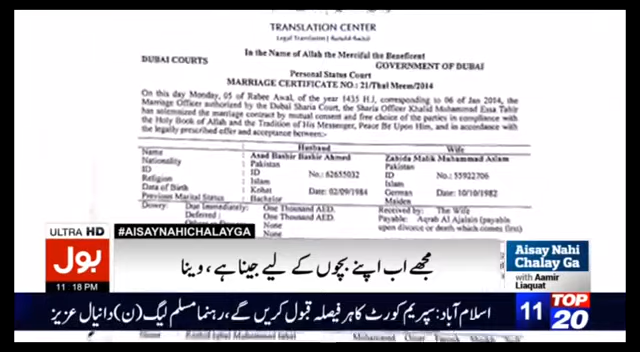 TRANSLATION CENTER
Legal Translation
In the Name of Allah the Merciful the Beneficent
DUBAI COURTS
GOVERNMENT OF DUBAI
Personal Status Court
MARRIAGE CERTIFICATE NO.: 21/Thal Meem/2014
On this day Monday, 05 of Rabee Awal, of the year 1435 H.J, corresponding to 06 of Jan 2014, the
Marriage Officer authorized by the Dubai Sharia Court, the Sharia Officer Khalid Muhammad Essa Tahir
has solemnized the marriage contract by mutual consent and free choice of the parties in compliance with the
Holy Book of Allah and the Tradition of His Messenger, Peace Be Upon Him, and in accordance with
the legally prescribed offer and acceptance between:-
Husband Wife
Name : Asad Bashir Bashir Ahmed Zahida Malik Muhammad Aslam
Nationality : Pakistan Pakistan
ID : ID No.: 62655032 ID No.: 55922706
Religion : Islam Islam
Date of Birth : Kohat Date: 02/09/1984 German Date: 10/10/1982
Previous Marital Status : Bachelor Maiden
Dowry: Due Immediately: One Thousand AED. Received by: The Wife
Deferred : One Thousand AED. Payable: Aqrab Al Ajalain (payable
None upon divorce or death which comes first)
None
ULTRA HD
#AISAYNAHICHALAYGA
بول
11 18 PM
مجھے اب اپنے بچوں کے لیے جینا ہے ، وینا
Aisay Nahi
Chalay Ga
with Aamir
Liaquat
اسلام آباد: سپریم کورٹ کا ہر فیصلہ قبول کریں گے، رہنما مسلم لیگ (ن) دانیال عزیز
11
TOP
20